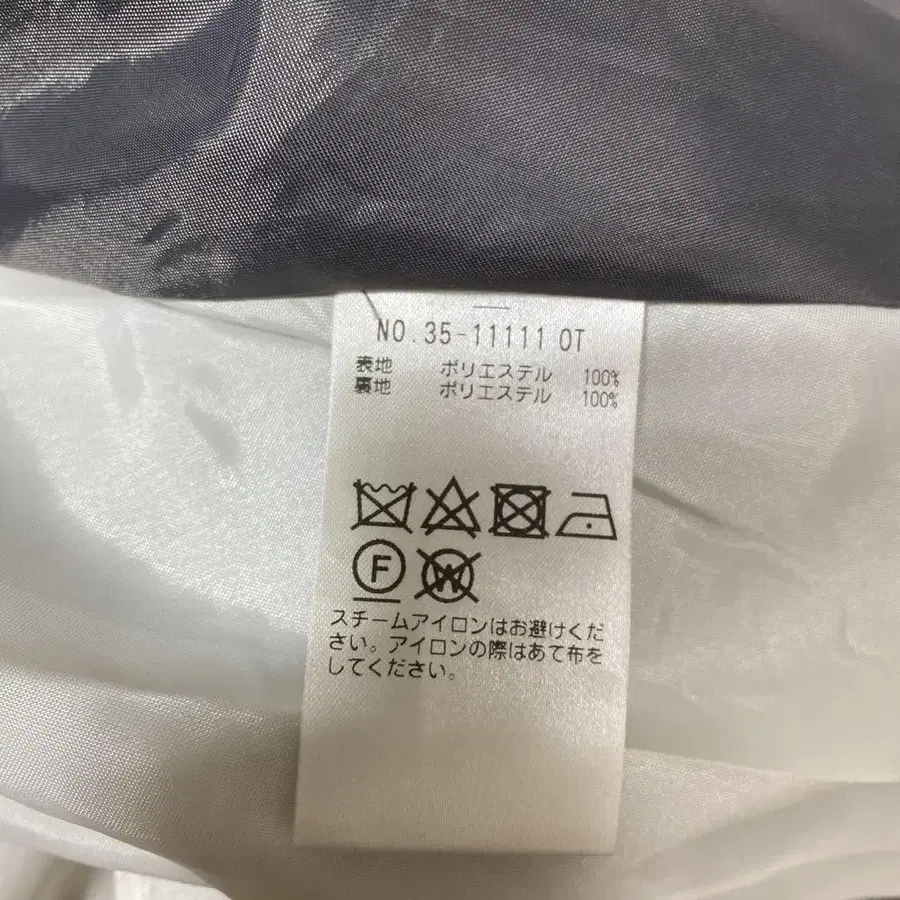 NO.35-11111 OT
表地 ポリエステル 100%
裏地 ポリエステル 100%
F W
スチームアイロンはお避けくだ
さい。アイロンの際はあて布を
してください。